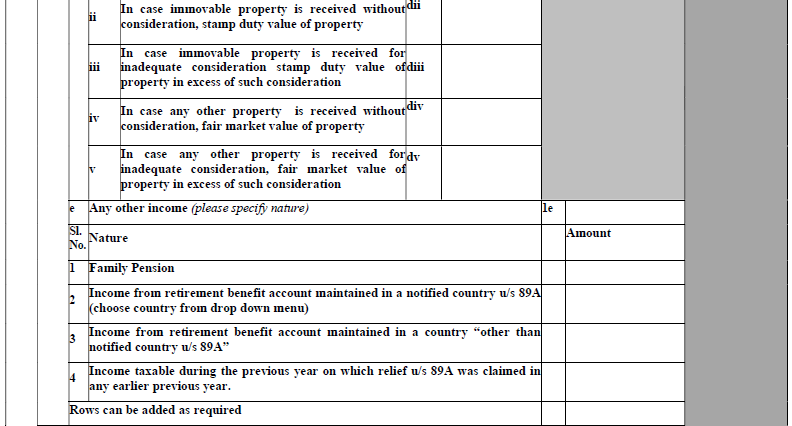 ii In case immovable property is received without dii
consideration, stamp duty value of property
In case immovable property is received for
iii inadequate consideration stamp duty value of diii
property in excess of such consideration
iv In case any other property is received without div
consideration, fair market value of property
In case any other property is received for dv
v inadequate consideration, fair market value of
property in excess of such consideration
e Any other income (please specify nature) 1e
Sl. No. Nature Amount
1 Family Pension
2 Income from retirement benefit account maintained in a notified country u/s 89A
(choose country from drop down menu)
3 Income from retirement benefit account maintained in a country “other than
notified country u/s 89A”
4 Income taxable during the previous year on which relief u/s 89A was claimed in
any earlier previous year.
Rows can be added as required